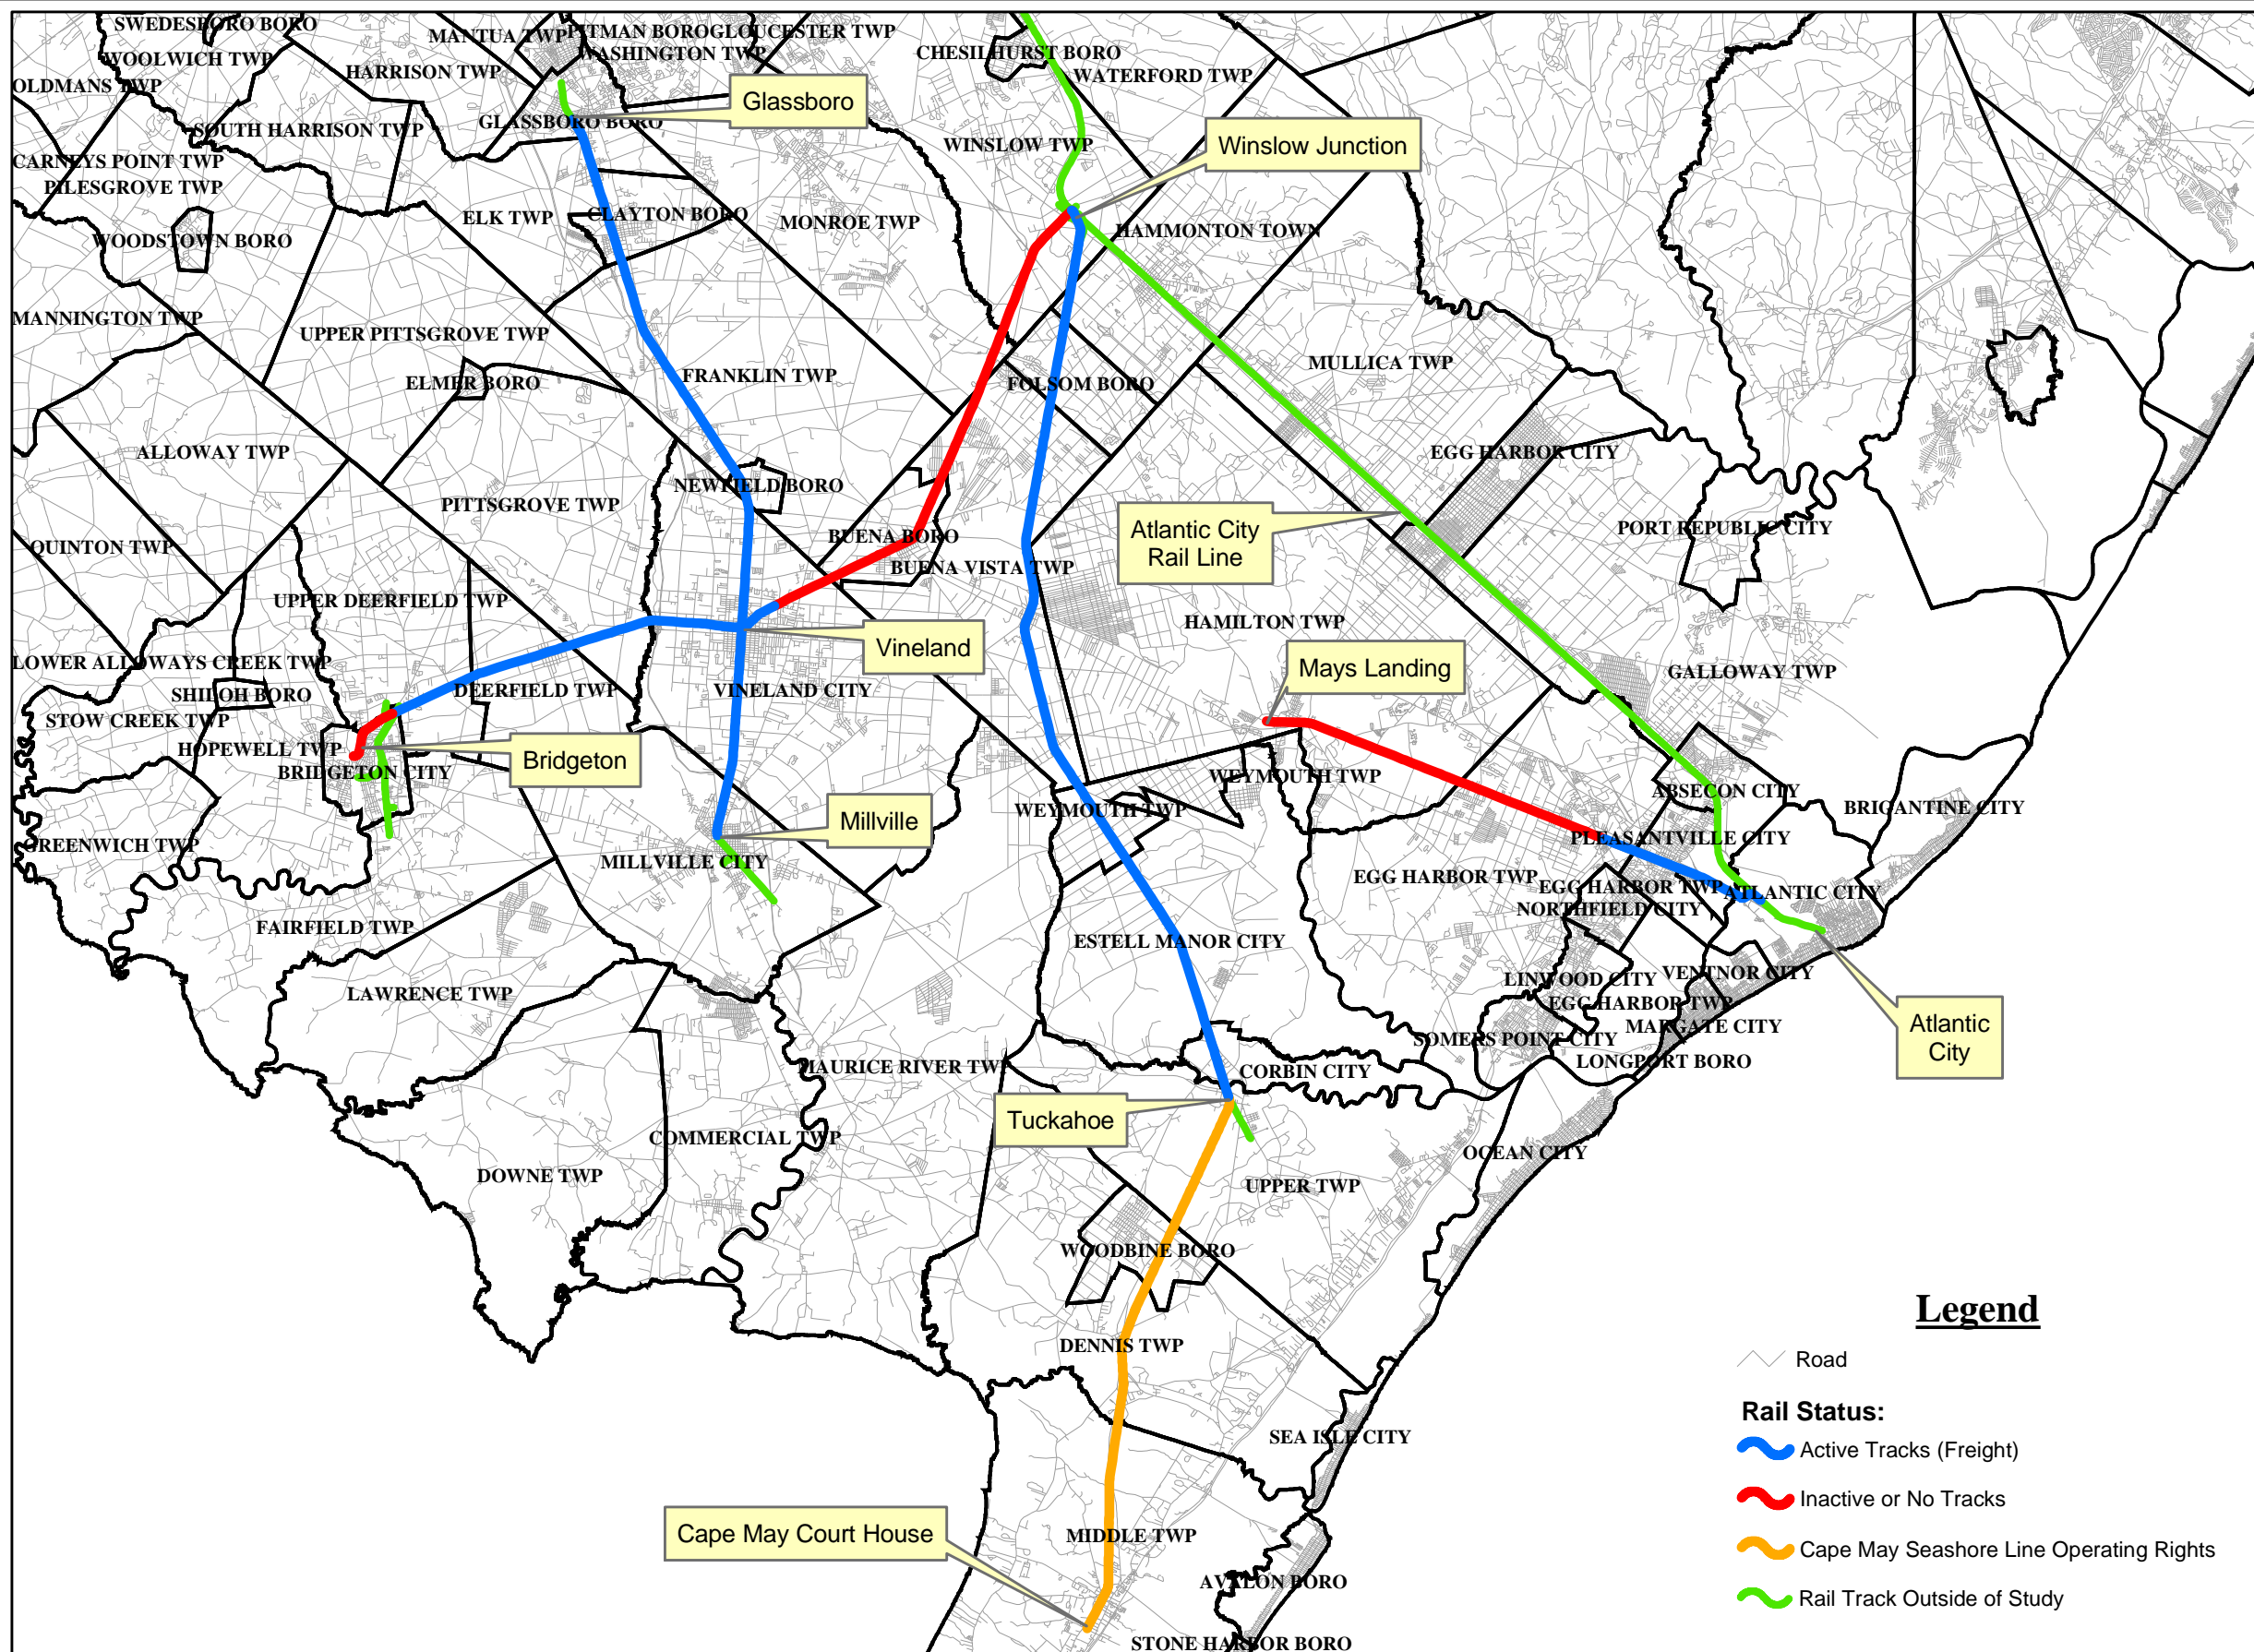 SWEDESBORO BORO
MANTUA TWP
PITMAN BORO
GLOUCESTER TWP
WOOLWICH TWP
WASHINGTON TWP
CHESILHURST BORO
HARRISON TWP
WATERFORD TWP
OLDMANS TWP
Glassboro
GLASSBORO BORO
SOUTH HARRISON TWP
WINSLOW TWP
Winslow Junction
CARNEYS POINT TWP
PILESGROVE TWP
ELK TWP
CLAYTON BORO
MONROE TWP
HAMMONTON TOWN
WOODSTOWN BORO
MANNINGTON TWP
UPPER PITTSGROVE TWP
MULLICA TWP
ELMER BORO
FRANKLIN TWP
FOLSOM BORO
ALLOWAY TWP
EGG HARBOR CITY
NEWFIELD BORO
PITTSGROVE TWP
Atlantic City
Rail Line
PORT REPUBLIC CITY
BUENA BORO
QUINTON TWP
BUENA VISTA TWP
UPPER DEERFIELD TWP
HAMILTON TWP
Vineland
LOWER ALLOWAYS CREEK TWP
Mays Landing
GALLOWAY TWP
SHILOH BORO
DEERFIELD TWP
VINELAND CITY
STOW CREEK TWP
HOPEWELL TWP
Bridgeton
BRIDGETON CITY
WEYMOUTH TWP
ABSECON CITY
WEYMOUTH TWP
BRIGANTINE CITY
Millville
PLEASANTVILLE CITY
GREENWICH TWP
MILLVILLE CITY
EGG HARBOR TWP
EGG HARBOR TWP
ATLANTIC CITY
NORTHFIELD CITY
FAIRFIELD TWP
ESTELL MANOR CITY
LINWOOD CITY
VENTNOR CITY
LAWRENCE TWP
EGG HARBOR TWP
MARGATE CITY
Atlantic
City
SOMERS POINT CITY
LONGPORT BORO
MAURICE RIVER TWP
CORBIN CITY
Tuckahoe
COMMERCIAL TWP
OCEAN CITY
DOWNE TWP
UPPER TWP
WOODBINE BORO
DENNIS TWP
SEA ISLE CITY
Cape May Court House
MIDDLE TWP
AVALON BORO
STONE HARBOR BORO
Legend
Road
Rail Status:
Active Tracks (Freight)
Inactive or No Tracks
Cape May Seashore Line Operating Rights
Rail Track Outside of Study